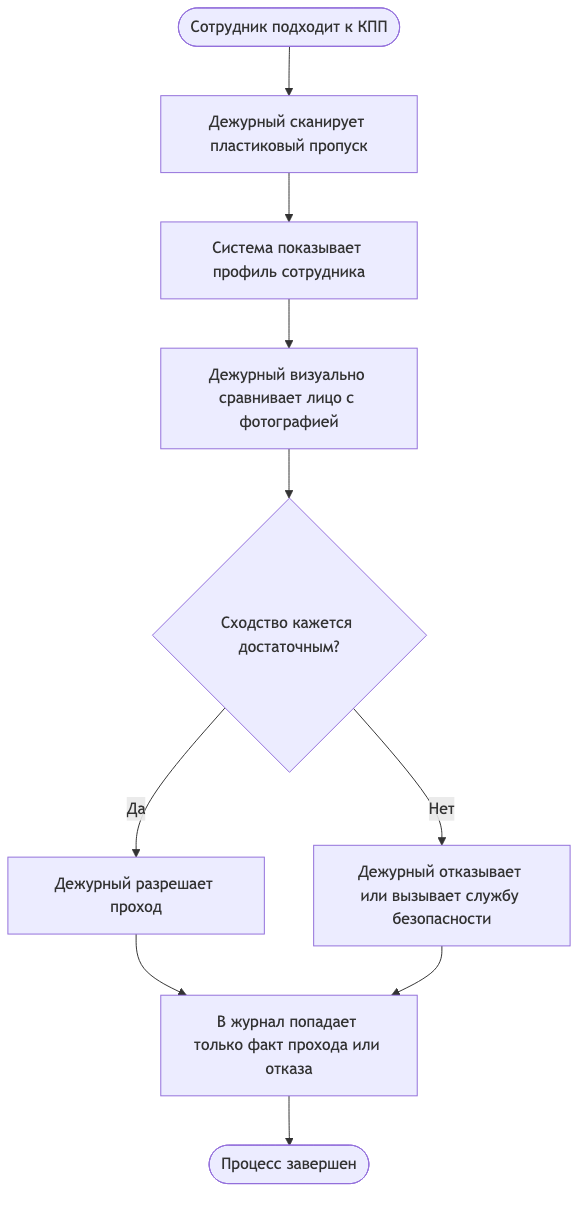 Сотрудник подходит к КПП
Дежурный сканирует
пластиковый пропуск
Система показывает
профиль сотрудника
Дежурный визуально
сравнивает лицо с
фотографией
Сходство кажется
достаточным?
Да
Нет
Дежурный разрешает
проход
Дежурный отказывает
или вызывает службу
безопасности
В журнал попадает
только факт прохода или
отказа
Процесс завершен